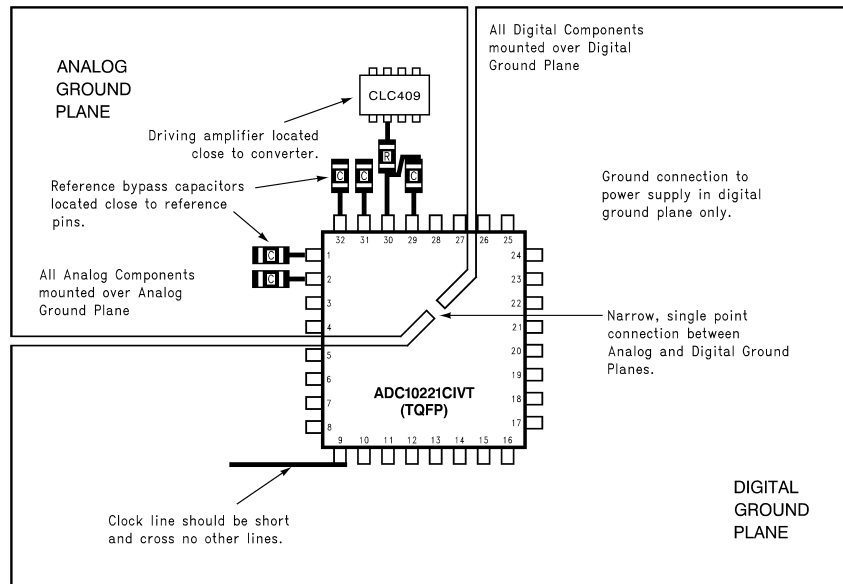 ANALOG
GROUND
PLANE
All Digital Components
mounted over Digital
Ground Plane
CLC409
Driving amplifier located
close to converter.
R
C
C
C
Reference bypass capacitors
located close to reference
pins.
Ground connection to
power supply in digital
ground plane only.
32 31 30 29 28 27 26 25
C
C
1
2
3
4
5
6
7
8
24
23
22
21
20
19
18
17
All Analog Components
mounted over Analog
Ground Plane
Narrow, single point
connection between
Analog and Digital Ground
Planes.
ADC10221CIVT
(TQFP)
9 10 11 12 13 14 15 16
Clock line should be short
and cross no other lines.
DIGITAL
GROUND
PLANE